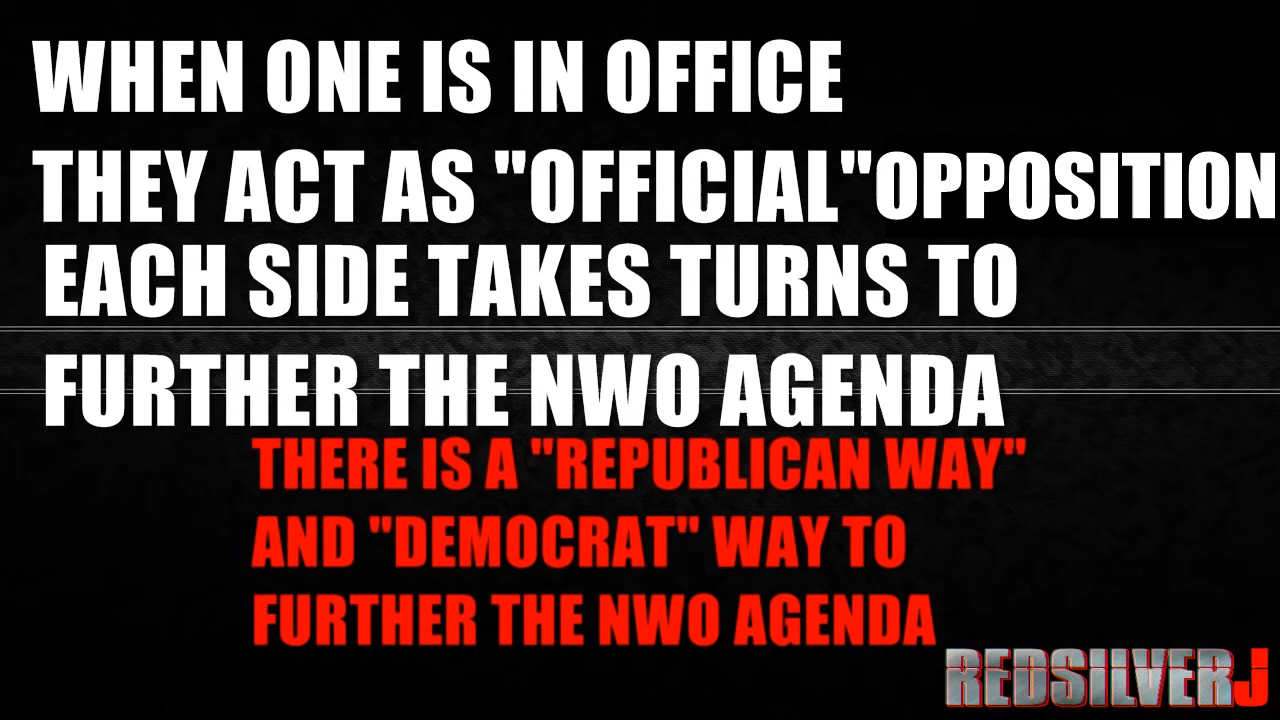 WHEN ONE IS IN OFFICE
THEY ACT AS "OFFICIAL"OPPOSITION
EACH SIDE TAKES TURNS TO
FURTHER THE NWO AGENDA
THERE IS A "REPUBLICAN WAY"
AND "DEMOCRAT" WAY TO
FURTHER THE NWO AGENDA
REDSILVERJ